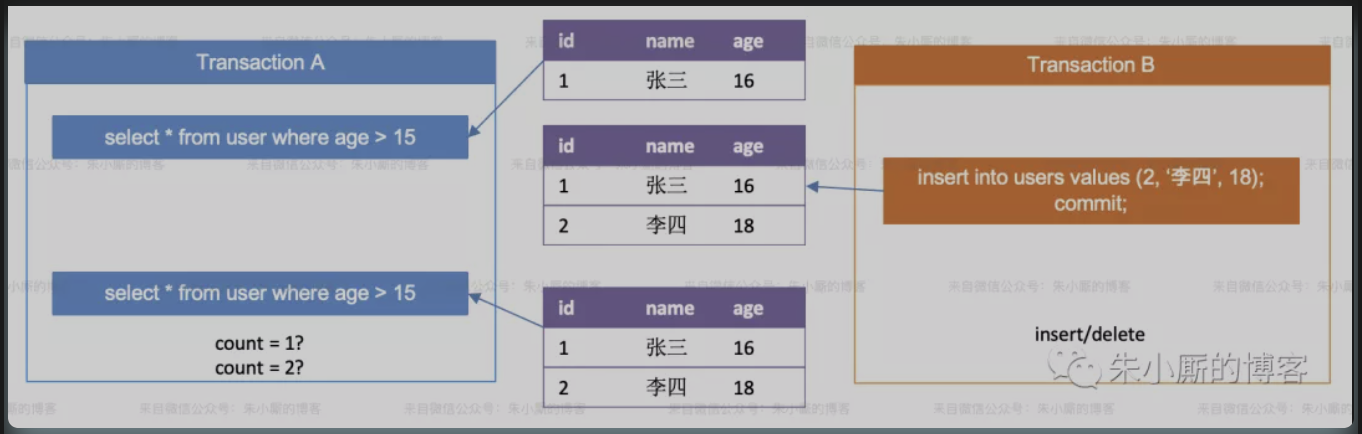 Transaction A
select * from user where age > 15
select * from user where age > 15
count = 1?
count = 2?
id name age
1 张三 16
id name age
1 张三 16
2 李四 18
id name age
1 张三 16
2 李四 18
Transaction B
insert into users values (2, ‘李四’, 18);
commit;
insert/delete
朱小厮的博客
来自微信公众号：朱小厮的博客